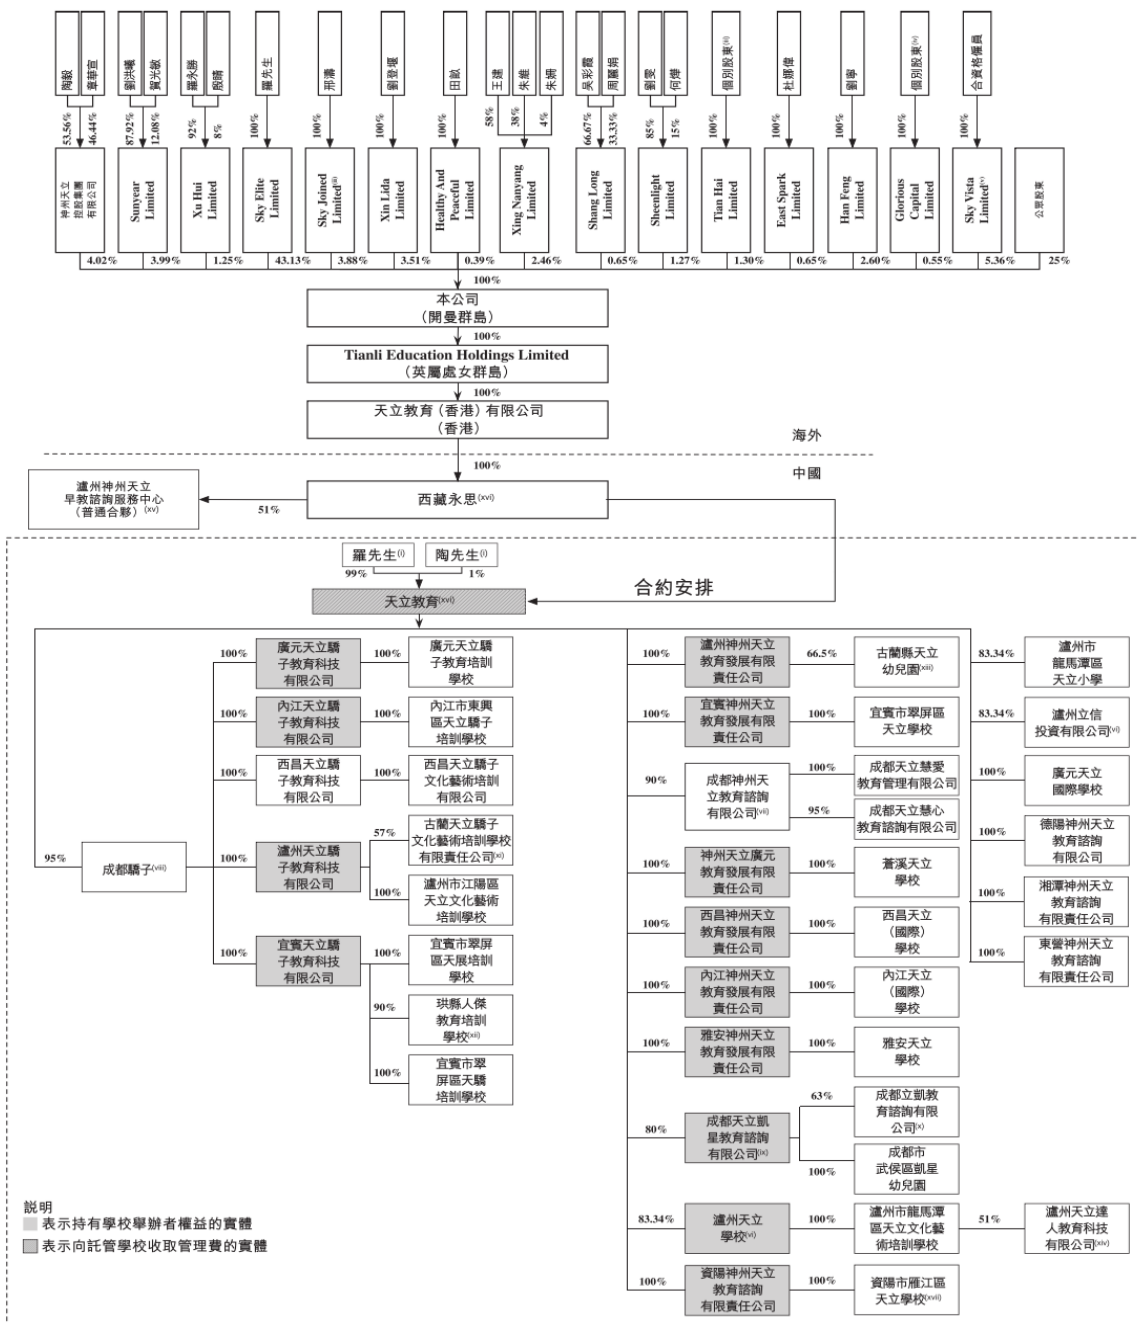 陶毅
章華宣
劉洪曦
賀光敏
羅永勝
殷睛
羅先生
邢濤
劉登堰
田畝
王建
朱維
朱娴
吳彩霞
周麗娟
劉雯
何燁
個別股東(iii)
杜娜偉
劉寧
個別股東(iv)
合資格僱員
53.56%
46.44%
87.92%
12.08%
92%
8%
100%
100%
100%
100%
58%
38%
4%
66.67%
33.33%
85%
15%
100%
100%
100%
100%
100%
神州天立
控股集團
有限公司
Sunyear
Limited
Xu Hui
Limited
Sky Elite
Limited
Sky Joined
Limited(ii)
Xin Lida
Limited
Healthy And
Peaceful
Limited
Xing Nanyang
Limited
Shang Long
Limited
Sheenlight
Limited
Tian Hai
Limited
East Spark
Limited
Han Feng
Limited
Glorious
Capital
Limited
Sky Vista
Limited(v)
公眾股東
4.02%
3.99%
1.25%
43.13%
3.88%
3.51%
0.39%
2.46%
0.65%
1.27%
1.30%
0.65%
2.60%
0.55%
5.36%
25%
100%
本公司
（開曼群島）
100%
Tianli Education Holdings Limited
（英屬處女群島）
100%
天立教育（香港）有限公司
（香港）
海外
100%
中國
瀘州神州天立
早教諮詢服務中心
（普通合夥）(xv)
51%
西藏永思(xvi)
羅先生(i)
陶先生(i)
99%
1%
合約安排
天立教育(xvi)
95%
成都驕子(viii)
100%
廣元天立驕
子教育科技
有限公司
100%
廣元天立驕
子教育培訓
學校
100%
內江天立驕
子教育科技
有限公司
100%
內江市東興
區天立驕子
培訓學校
100%
西昌天立驕
子教育科技
有限公司
100%
西昌天立驕子
文化藝術培訓
有限公司
100%
瀘州天立驕
子教育科技
有限公司
57%
古藺天立驕子
文化藝術培訓學校
有限責任公司(xi)
100%
瀘州市江陽區
天立文化藝術
培訓學校
100%
宜賓天立驕
子教育科技
有限公司
宜賓市翠屏
區天展培訓
學校
90%
珙縣人傑
教育培訓
學校(xii)
100%
宜賓市翠
屏區天驕
培訓學校
100%
瀘州神州天立
教育發展有限
責任公司
66.5%
古藺縣天立
幼兒園(xiii)
100%
宜賓神州天立
教育發展有限
責任公司
100%
宜賓市翠屏區
天立學校
90%
成都神州天
立教育諮詢
有限公司(vii)
100%
成都天立慧愛
教育管理有限公司
95%
成都天立慧心
教育諮詢有限公司
100%
神州天立廣元
教育發展有限
責任公司
100%
蒼溪天立
學校
100%
西昌神州天立
教育發展有限
責任公司
100%
西昌天立
（國際）
學校
100%
內江神州天立
教育發展有限
責任公司
100%
內江天立
（國際）
學校
100%
雅安神州天立
教育發展有限
責任公司
100%
雅安天立
學校
80%
成都天立凱
星教育諮詢
有限公司(ix)
63%
成都立凱教
育諮詢有限
公司(x)
100%
成都市
武侯區凱星
幼兒園
83.34%
瀘州天立
學校(vi)
100%
瀘州市龍馬潭
區天立文化藝
術培訓學校
51%
瀘州天立達
人教育科技
有限公司(xiv)
100%
資陽神州天立
教育諮詢
有限責任公司
100%
資陽市雁江區
天立學校(xvii)
83.34%
瀘州市
龍馬潭區
天立小學
83.34%
瀘州立信
投資有限公司(vi)
100%
廣元天立
國際學校
100%
德陽神州天立
教育諮詢
有限公司
100%
湘潭神州天立
教育諮詢
有限責任公司
100%
東營神州天立
教育諮詢
有限責任公司
説明
表示持有學校舉辦者權益的實體
表示向託管學校收取管理費的實體